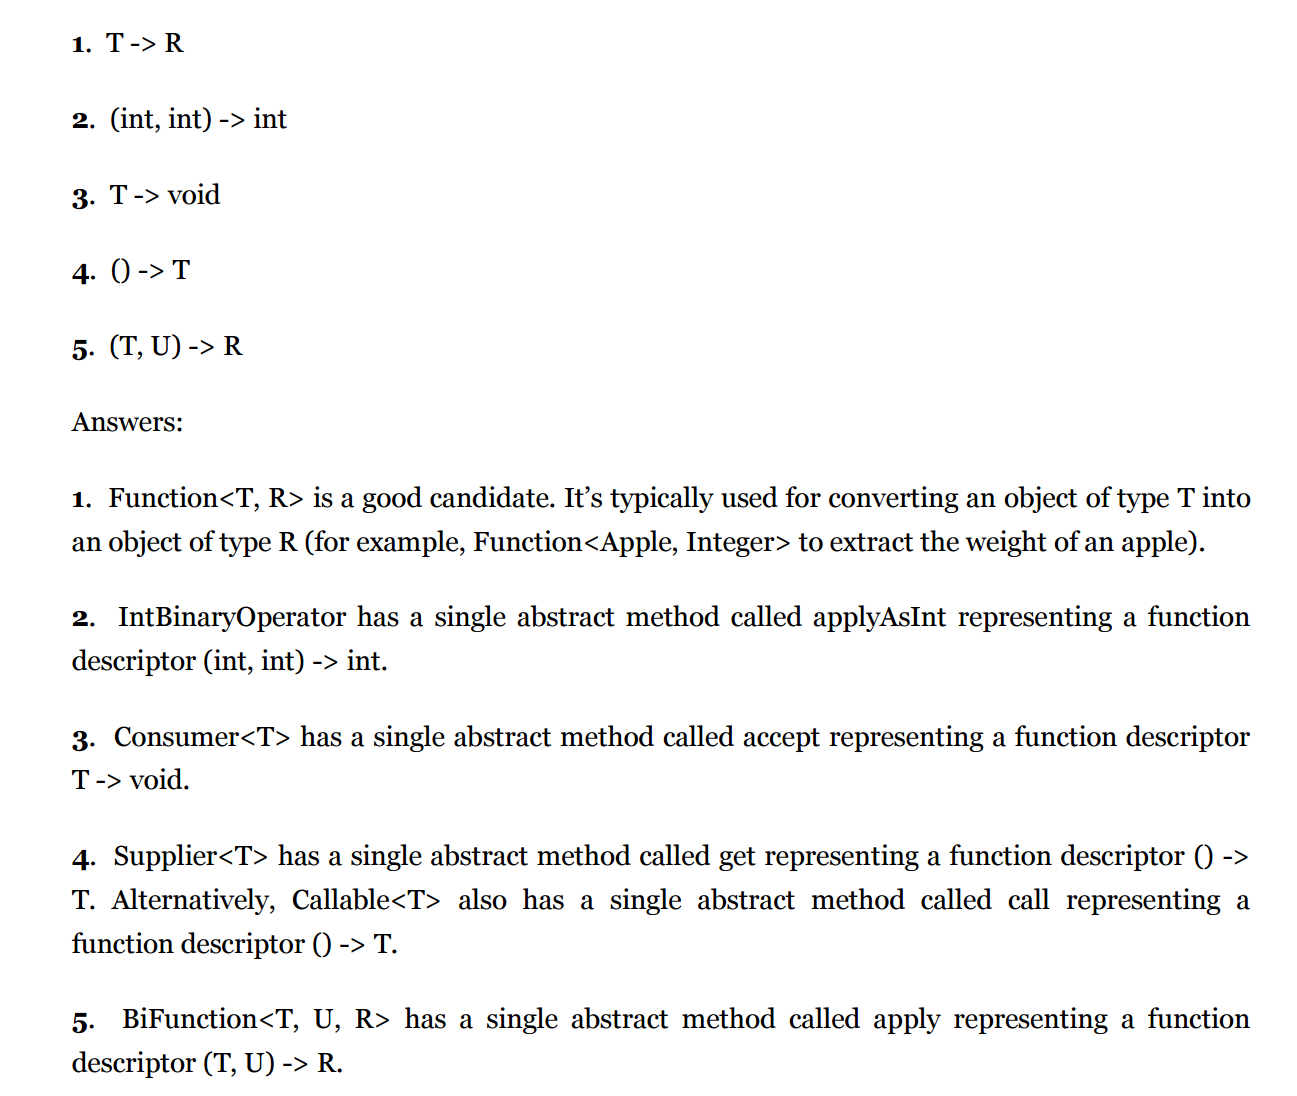 1. T -> R
2. (int, int) -> int
3. T -> void
4. () -> T
5. (T, U) -> R
Answers:
1. Function<T, R> is a good candidate. It’s typically used for converting an object of type T into
an object of type R (for example, Function<Apple, Integer> to extract the weight of an apple).
2. IntBinaryOperator has a single abstract method called applyAsInt representing a function
descriptor (int, int) -> int.
3. Consumer<T> has a single abstract method called accept representing a function descriptor
T -> void.
4. Supplier<T> has a single abstract method called get representing a function descriptor () ->
T. Alternatively, Callable<T> also has a single abstract method called call representing a
function descriptor () -> T.
5. BiFunction<T, U, R> has a single abstract method called apply representing a function
descriptor (T, U) -> R.